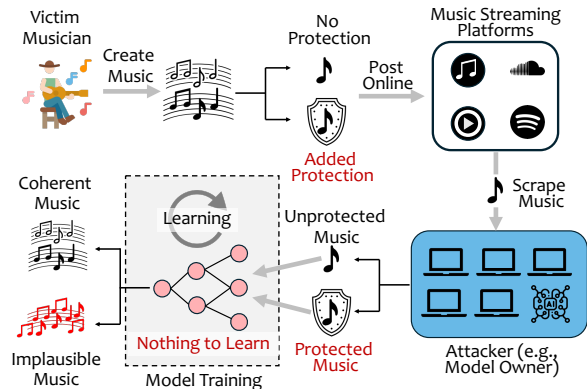 Victim
Musician
Create
Music
No
Protection
Added
Protection
Post
Online
Music Streaming
Platforms
Scrape
Music
Coherent
Music
Learning
Unprotected
Music
Nothing to Learn
Protected
Music
Implausible
Music
Model Training
AI
Attacker (e.g.,
Model Owner)